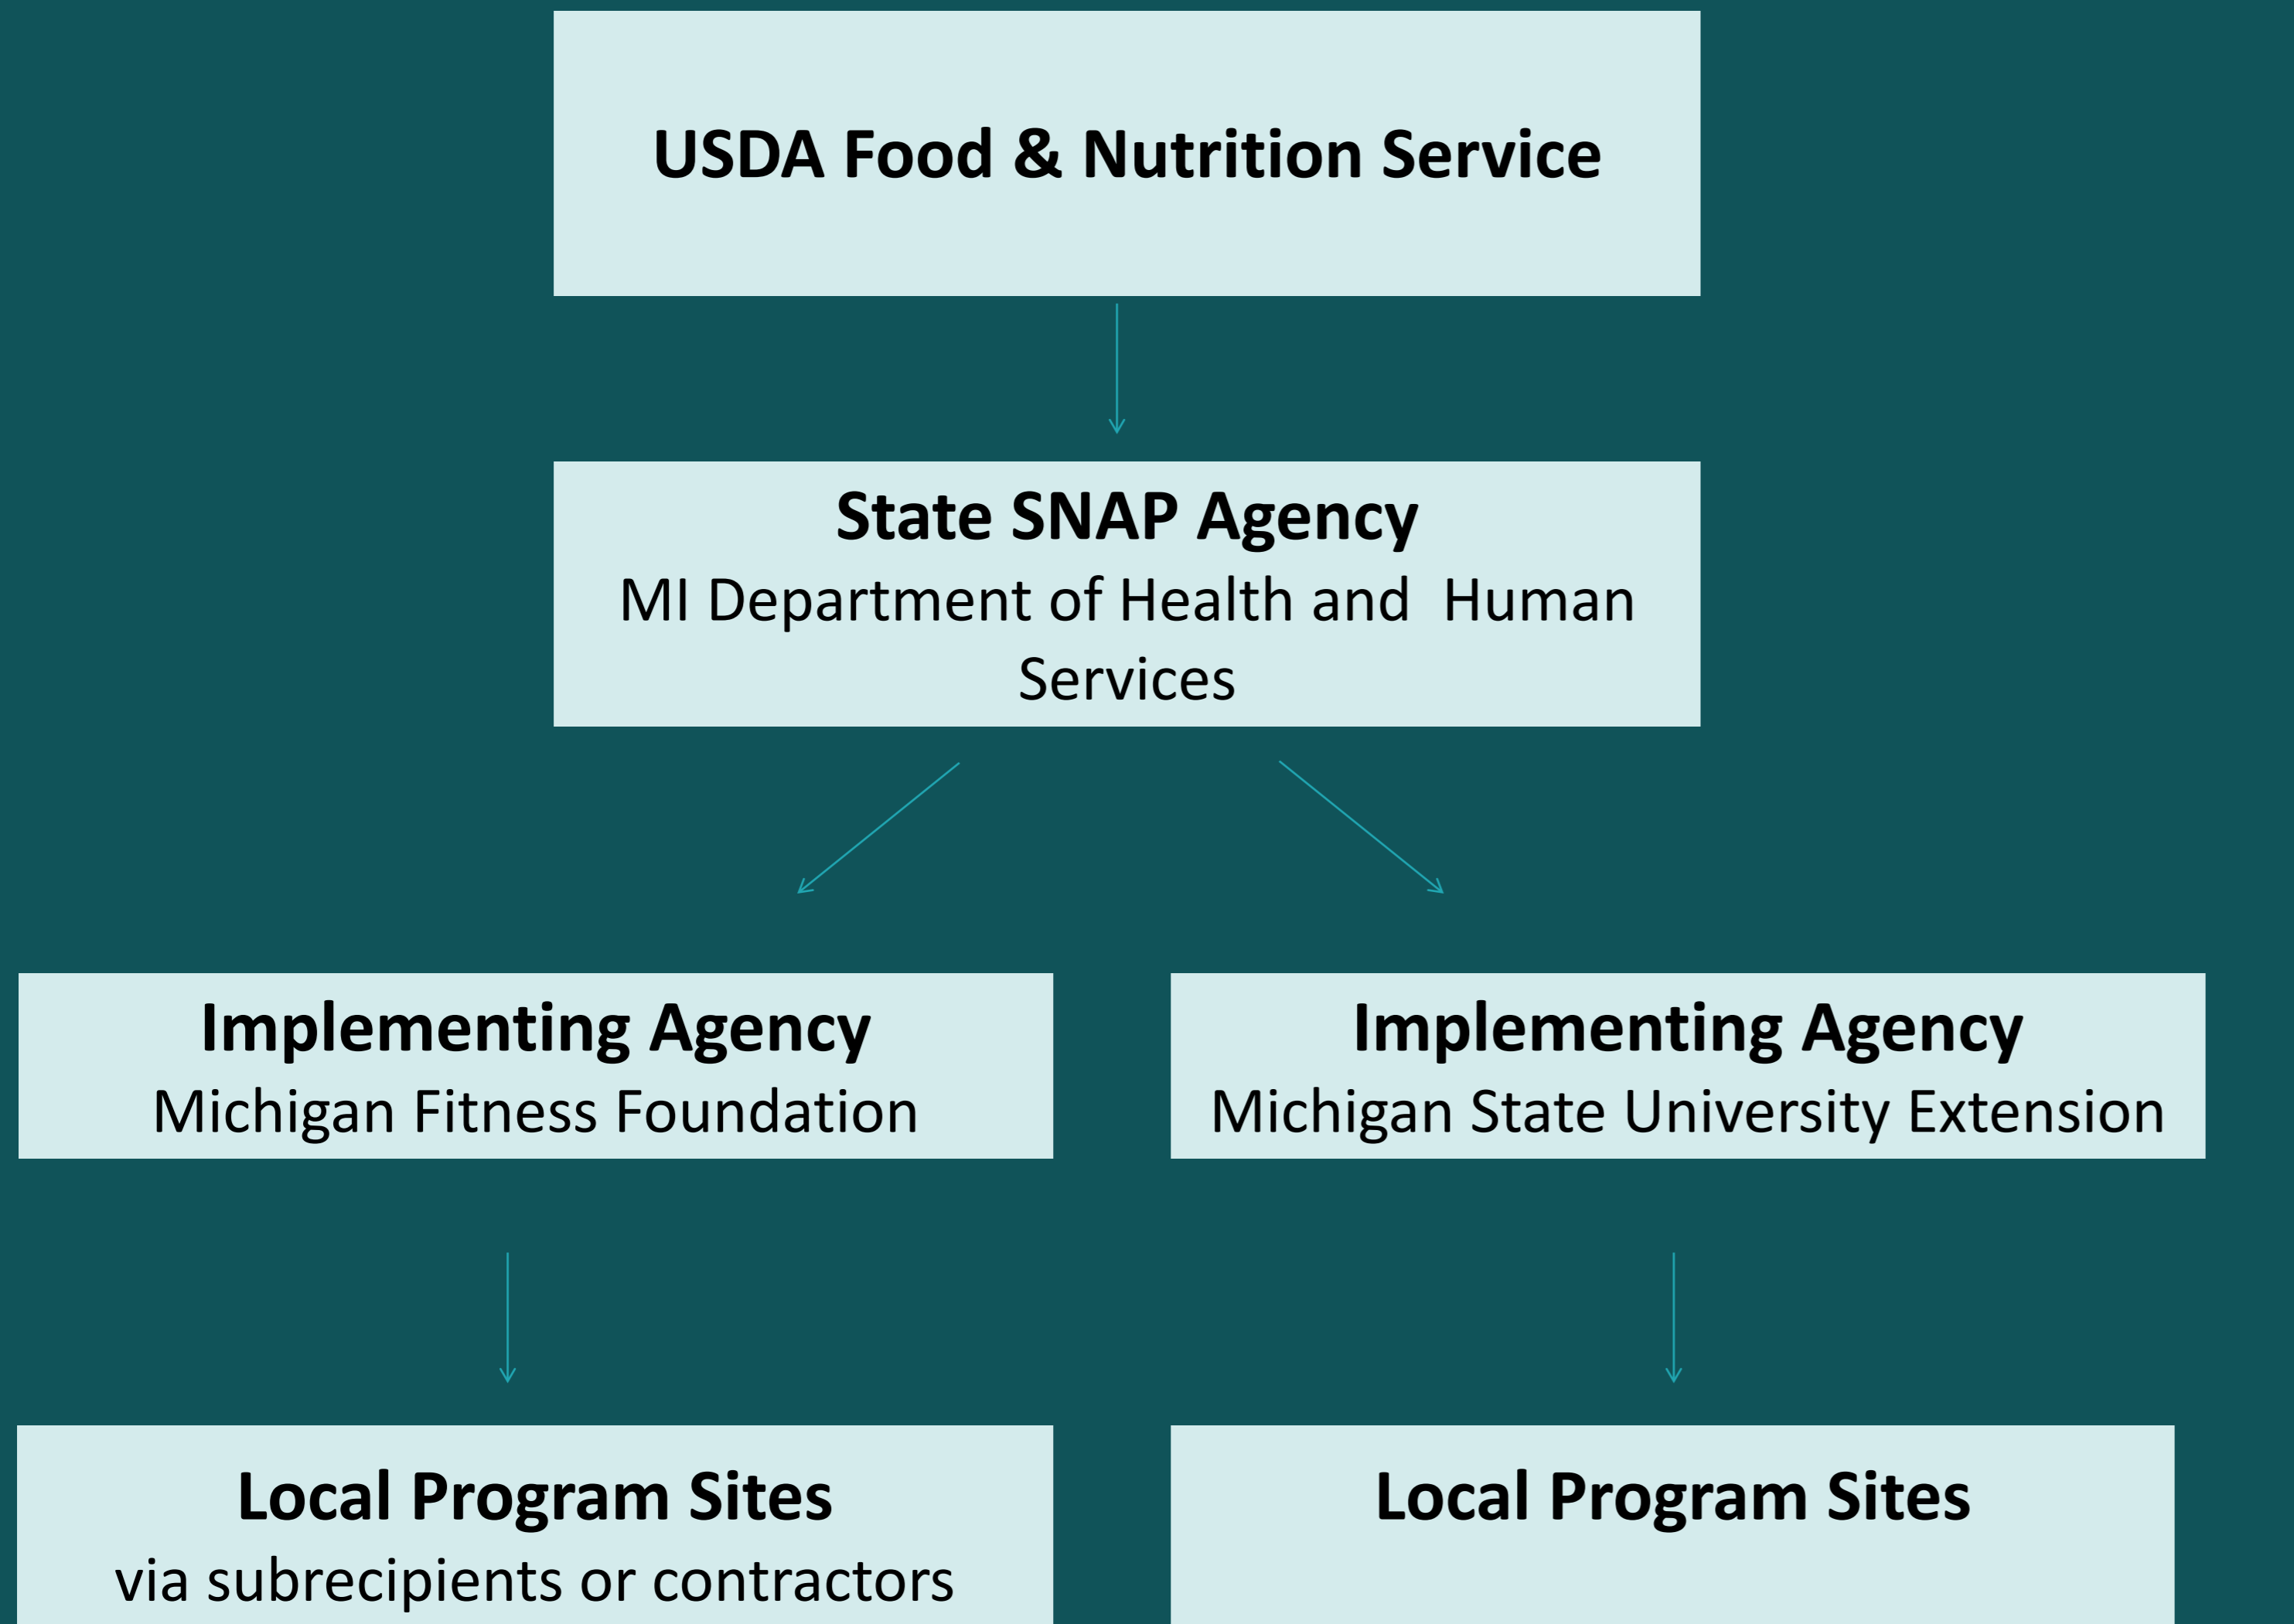 USDA Food & Nutrition Service
State SNAP Agency
MI Department of Health and  Human
Services
Implementing Agency
Michigan Fitness Foundation
Implementing Agency
Michigan State University Extension
Local Program Sites
via subrecipients or contractors
Local Program Sites